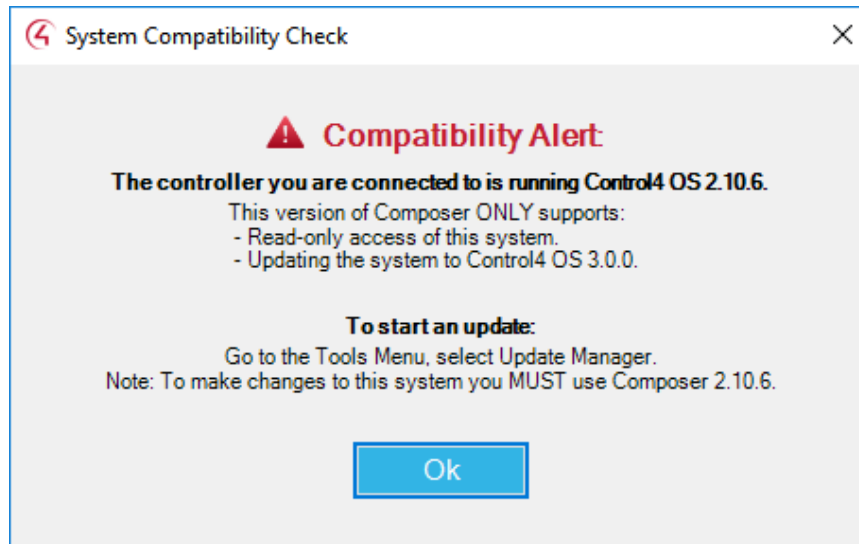 System Compatibility Check
Compatibility Alert:
The controller you are connected to is running Control4 OS 2.10.6.
This version of Composer ONLY supports:
- Read-only access of this system.
- Updating the system to Control4 OS 3.0.0.
To start an update:
Go to the Tools Menu, select Update Manager.
Note: To make changes to this system you MUST use Composer 2.10.6.
Ok